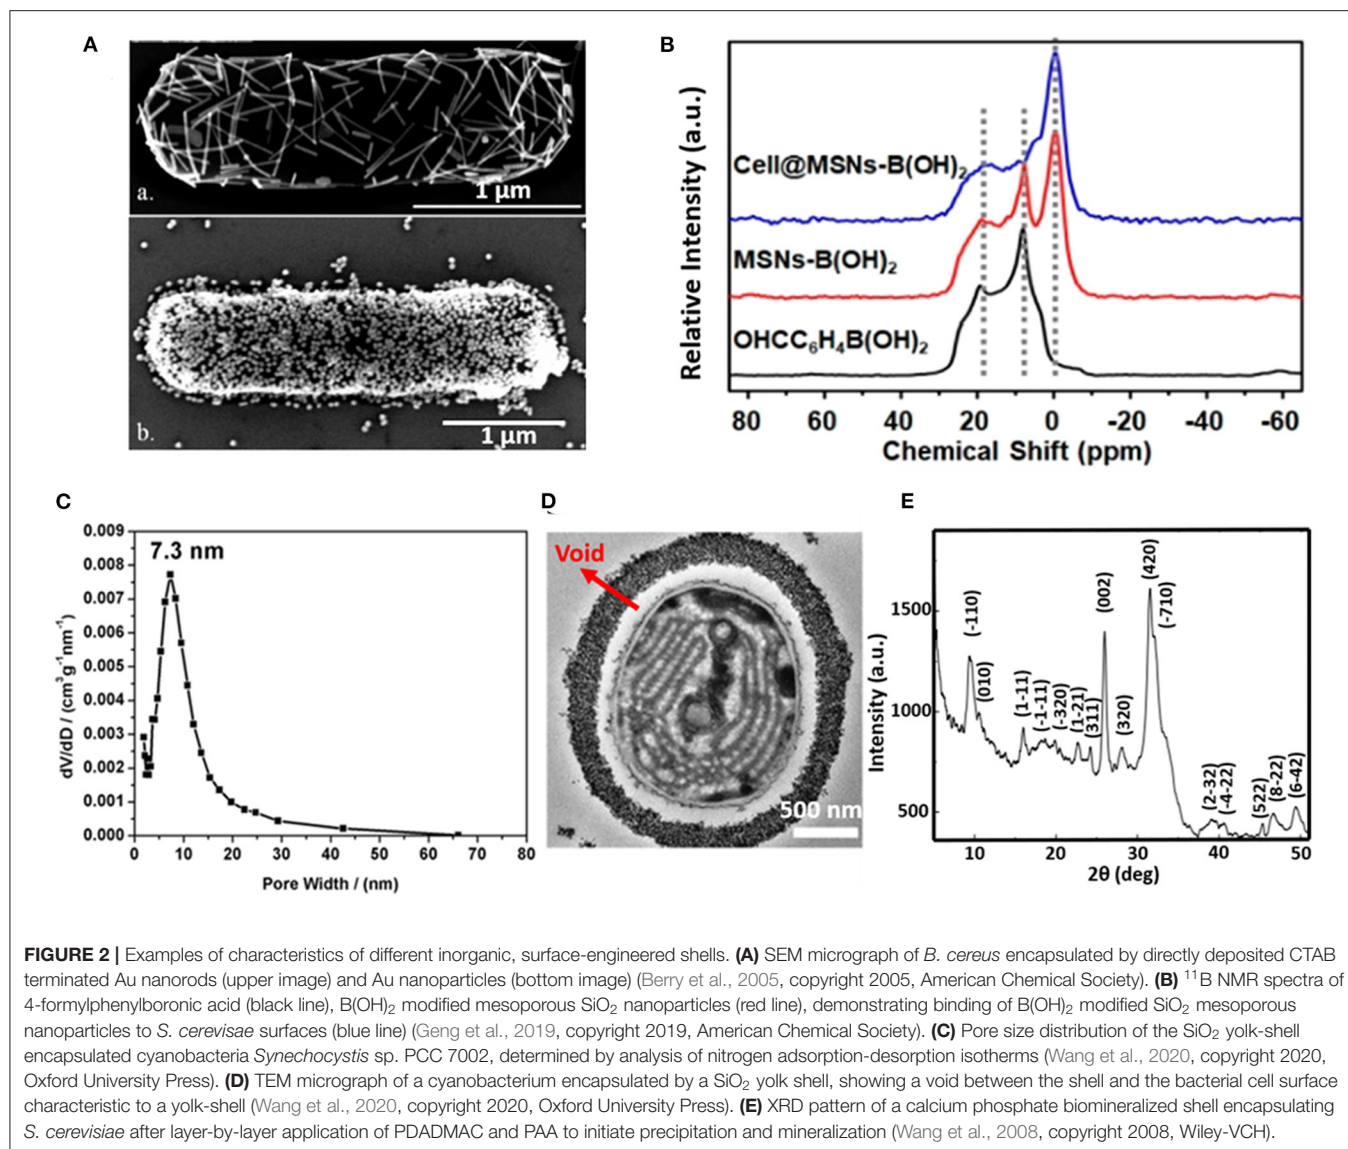 A
a.
1 µm
b.
1 µm
B
Relative Intensity (a.u.)
Cell@MSNs-B(OH)₂
MSNs-B(OH)₂
OHCC₆H₄B(OH)₂
80 60 40 20 0 -20 -40 -60
Chemical Shift (ppm)
C
7.3 nm
0.009
0.008
0.007
0.006
0.005
0.004
0.003
0.002
0.001
0.000
dV/dD / (cm³g⁻¹nm⁻¹)
0 10 20 30 40 50 60 70 80
Pore Width / (nm)
D
Void
500 nm
E
Intensity (a.u.)
1500
1000
500
(-110)
(010)
(1-11)
(-1-11)
(-320)
(1-21)
(311)
(002)
(320)
(420)
(-710)
(2-32)
(-4-22)
(522)
(8-22)
(6-42)
10 20 30 40 50
2θ (deg)
FIGURE 2 | Examples of characteristics of different inorganic, surface-engineered shells. (A) SEM micrograph of B. cereus encapsulated by directly deposited CTAB
terminated Au nanorods (upper image) and Au nanoparticles (bottom image) (Berry et al., 2005, copyright 2005, American Chemical Society). (B) ¹¹B NMR spectra of
4-formylphenylboronic acid (black line), B(OH)₂ modified mesoporous SiO₂ nanoparticles (red line), demonstrating binding of B(OH)₂ modified SiO₂ mesoporous
nanoparticles to S. cerevisae surfaces (blue line) (Geng et al., 2019, copyright 2019, American Chemical Society). (C) Pore size distribution of the SiO₂ yolk-shell
encapsulated cyanobacteria Synechocystis sp. PCC 7002, determined by analysis of nitrogen adsorption-desorption isotherms (Wang et al., 2020, copyright 2020,
Oxford University Press). (D) TEM micrograph of a cyanobacterium encapsulated by a SiO₂ yolk shell, showing a void between the shell and the bacterial cell surface
characteristic to a yolk-shell (Wang et al., 2020, copyright 2020, Oxford University Press). (E) XRD pattern of a calcium phosphate biomineralized shell encapsulating
S. cerevisiae after layer-by-layer application of PDADMAC and PAA to initiate precipitation and mineralization (Wang et al., 2008, copyright 2008, Wiley-VCH).